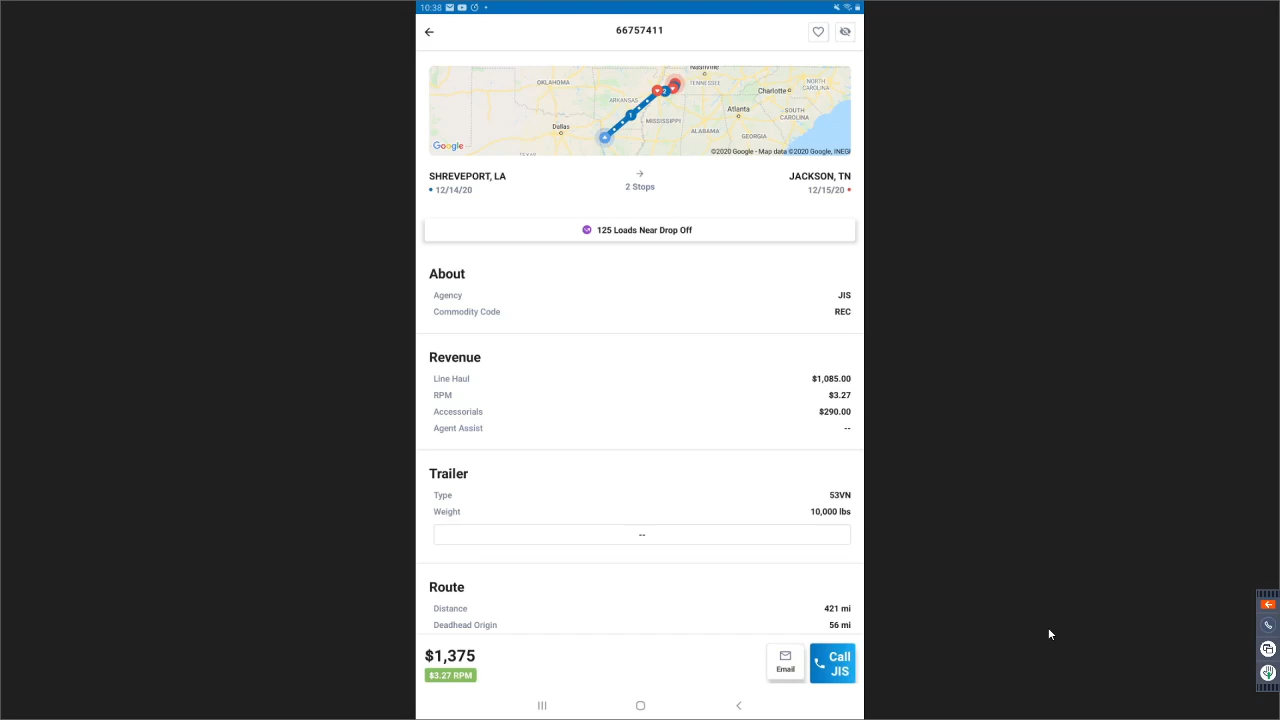 10:38
66757411
Nashville
OKLAHOMA
TENNESSEE
NORTH
CAROLINA
Charlotte
ARKANSAS
2
Atlanta
SOUTH
CAROLINA
1
MISSISSIPPI
Dallas
ALABAMA
GEORGIA
Google
TEXAS
©2020 Google - Map data ©2020 Google, INEGI
SHREVEPORT, LA
JACKSON, TN
12/14/20
2 Stops
12/15/20
125 Loads Near Drop Off
About
Agency JIS
Commodity Code REC
Revenue
Line Haul $1,085.00
RPM $3.27
Accessorials $290.00
Agent Assist --
Trailer
Type 53VN
Weight 10,000 lbs
--
Route
Distance 421 mi
Deadhead Origin 56 mi
$1,375
$3.27 RPM
Email
Call
JIS